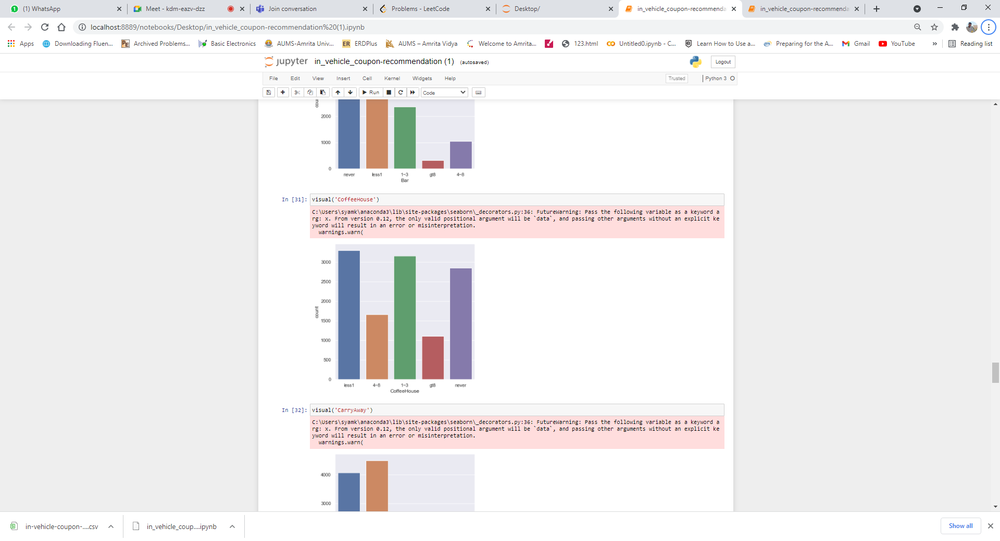 (1) WhatsApp
Meet - kdm-eazv-dzz
Join conversation
Problems - LeetCode
Desktop/
in_vehicle_coupon-recommenda
in_vehicle_coupon-recommenda
localhost:8889/notebooks/Desktop/in_vehicle_coupon-recommendation%20(1).ipynb
Apps
Downloading Fluen...
Archived Problems...
Basic Electronics
AUMS-Amrita Univ...
ER ERDPlus
AUMS – Amrita Vidya
Welcome to Amrita...
123.html
Untitled0.ipynb - C...
Learn How to Use a...
Preparing for the A...
Gmail
YouTube
»
Reading list
jupyter in_vehicle_coupon-recommendation (1) (autosaved)
Logout
File Edit View Insert Cell Kernel Widgets Help
Trusted
Python 3
Run
Code
2000
1000
0
never less1 1~3 gt8 4~8
Bar
In [31]: visual('CoffeeHouse')
C:\Users\syamk\anaconda3\lib\site-packages\seaborn\_decorators.py:36: FutureWarning: Pass the following variable as a keyword a
rg: x. From version 0.12, the only valid positional argument will be `data`, and passing other arguments without an explicit ke
yword will result in an error or misinterpretation.
warnings.warn(
3000
2500
2000
count
1500
1000
500
0
less1 4~8 1~3 gt8 never
CoffeeHouse
In [32]: visual('CarryAway')
C:\Users\syamk\anaconda3\lib\site-packages\seaborn\_decorators.py:36: FutureWarning: Pass the following variable as a keyword a
rg: x. From version 0.12, the only valid positional argument will be `data`, and passing other arguments without an explicit ke
yword will result in an error or misinterpretation.
warnings.warn(
4000
3000
in-vehicle-coupon-....csv
in_vehicle_coup....ipynb
Show all